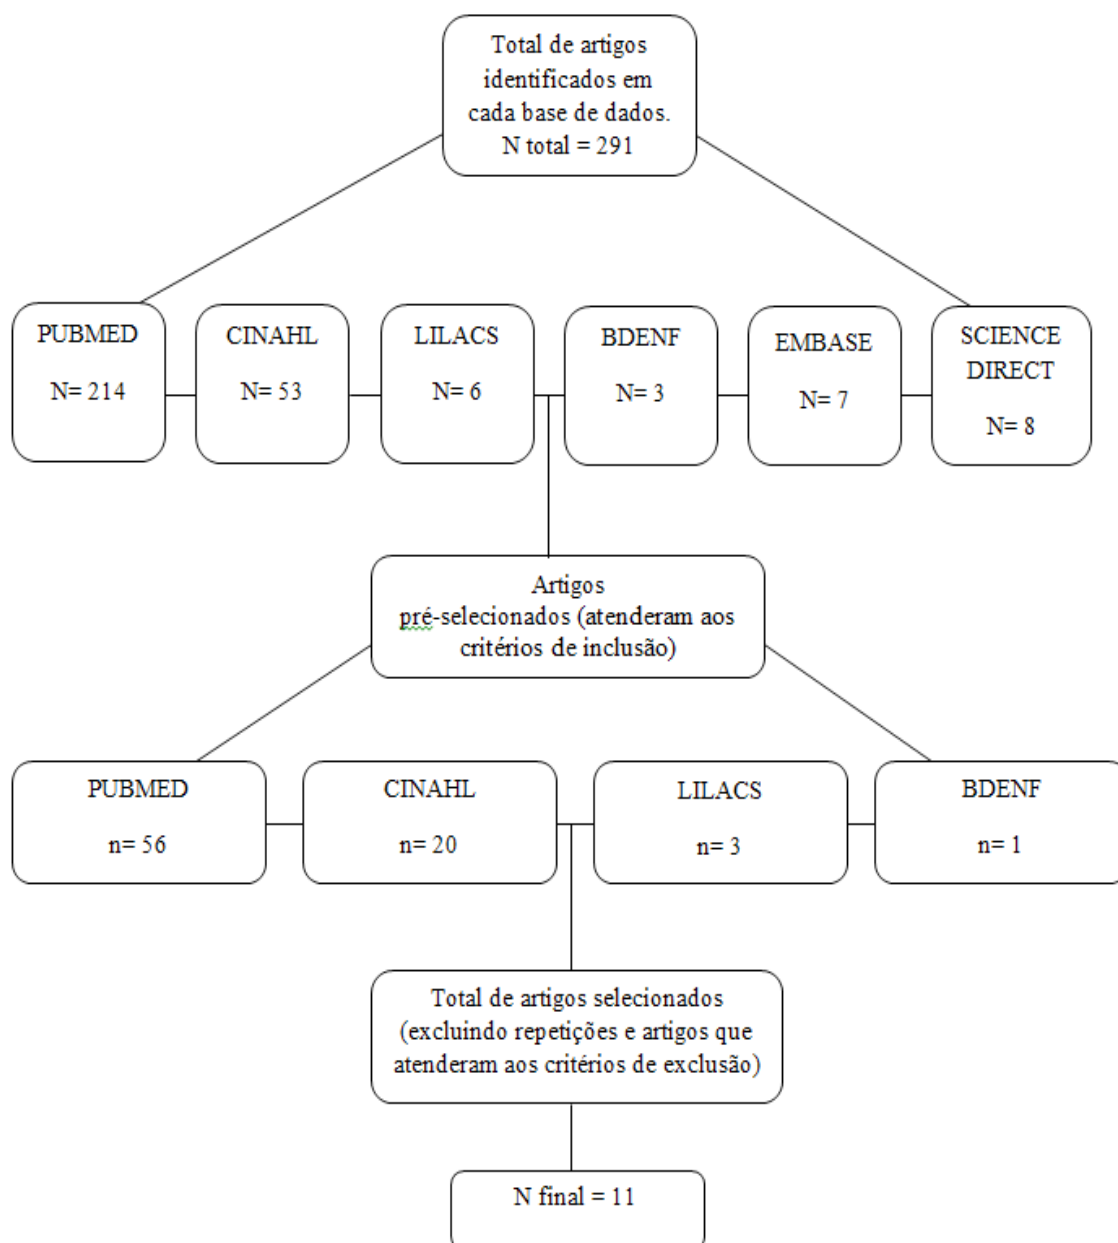 Total de artigos
identificados em
cada base de dados.
N total = 291
PUBMED
N= 214
CINAHL
N= 53
LILACS
N= 6
BDENF
N= 3
EMBASE
N= 7
SCIENCE
DIRECT
N= 8
Artigos
pré-selecionados (atenderam aos
critérios de inclusão)
PUBMED
n= 56
CINAHL
n= 20
LILACS
n= 3
BDENF
n= 1
Total de artigos selecionados
(excluindo repetições e artigos que
atenderam aos critérios de exclusão)
N final = 11